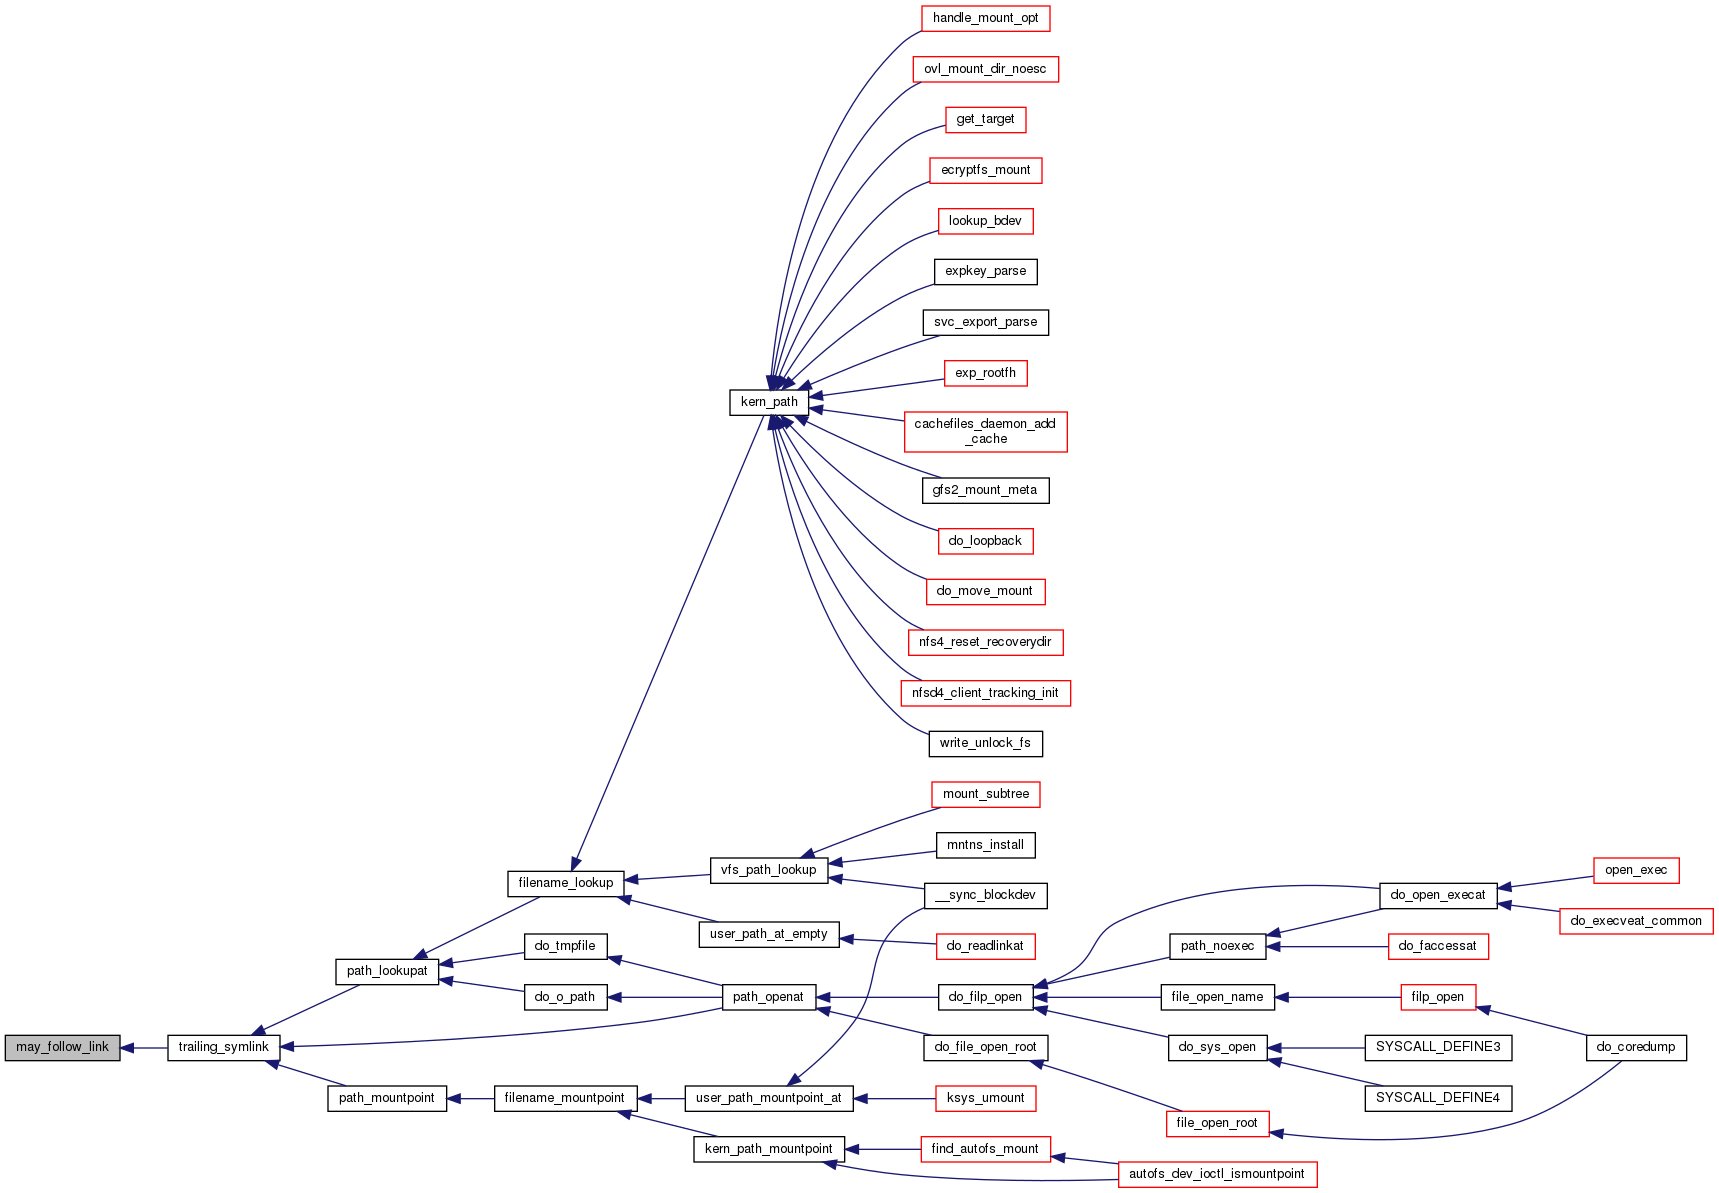 handle_mount_opt
ovl_mount_dir_noesc
get_target
ecryptfs_mount
lookup_bdev
expkey_parse
svc_export_parse
exp_rootfh
kern_path
cachefiles_daemon_add
_cache
gfs2_mount_meta
do_loopback
do_move_mount
nfs4_reset_recoverydir
nfsd4_client_tracking_init
write_unlock_fs
mount_subtree
mntns_install
vfs_path_lookup
open_exec
filename_lookup
__sync_blockdev
do_open_execat
do_execveat_common
user_path_at_empty
do_tmpfile
do_readlinkat
path_noexec
do_faccessat
path_lookupat
do_o_path
path_openat
do_filp_open
file_open_name
filp_open
may_follow_link
trailing_symlink
do_file_open_root
do_sys_open
SYSCALL_DEFINE3
do_coredump
path_mountpoint
filename_mountpoint
user_path_mountpoint_at
ksys_umount
SYSCALL_DEFINE4
file_open_root
kern_path_mountpoint
find_autofs_mount
autofs_dev_ioctl_ismountpoint